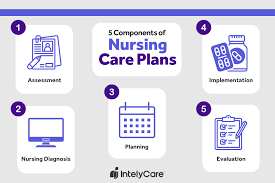 5 Components of
Nursing
Care Plans
1
Assessment
2
Nursing Diagnosis
3
Planning
4
Implementation
5
Evaluation
IntelyCare